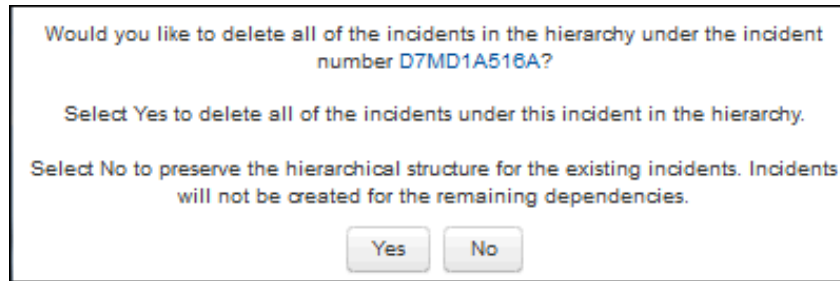 Would you like to delete all of the incidents in the hierarchy under the incident
number D7MD1A516A?
Select Yes to delete all of the incidents under this incident in the hierarchy.
Select No to preserve the hierarchical structure for the existing incidents. Incidents
will not be created for the remaining dependencies.
Yes No